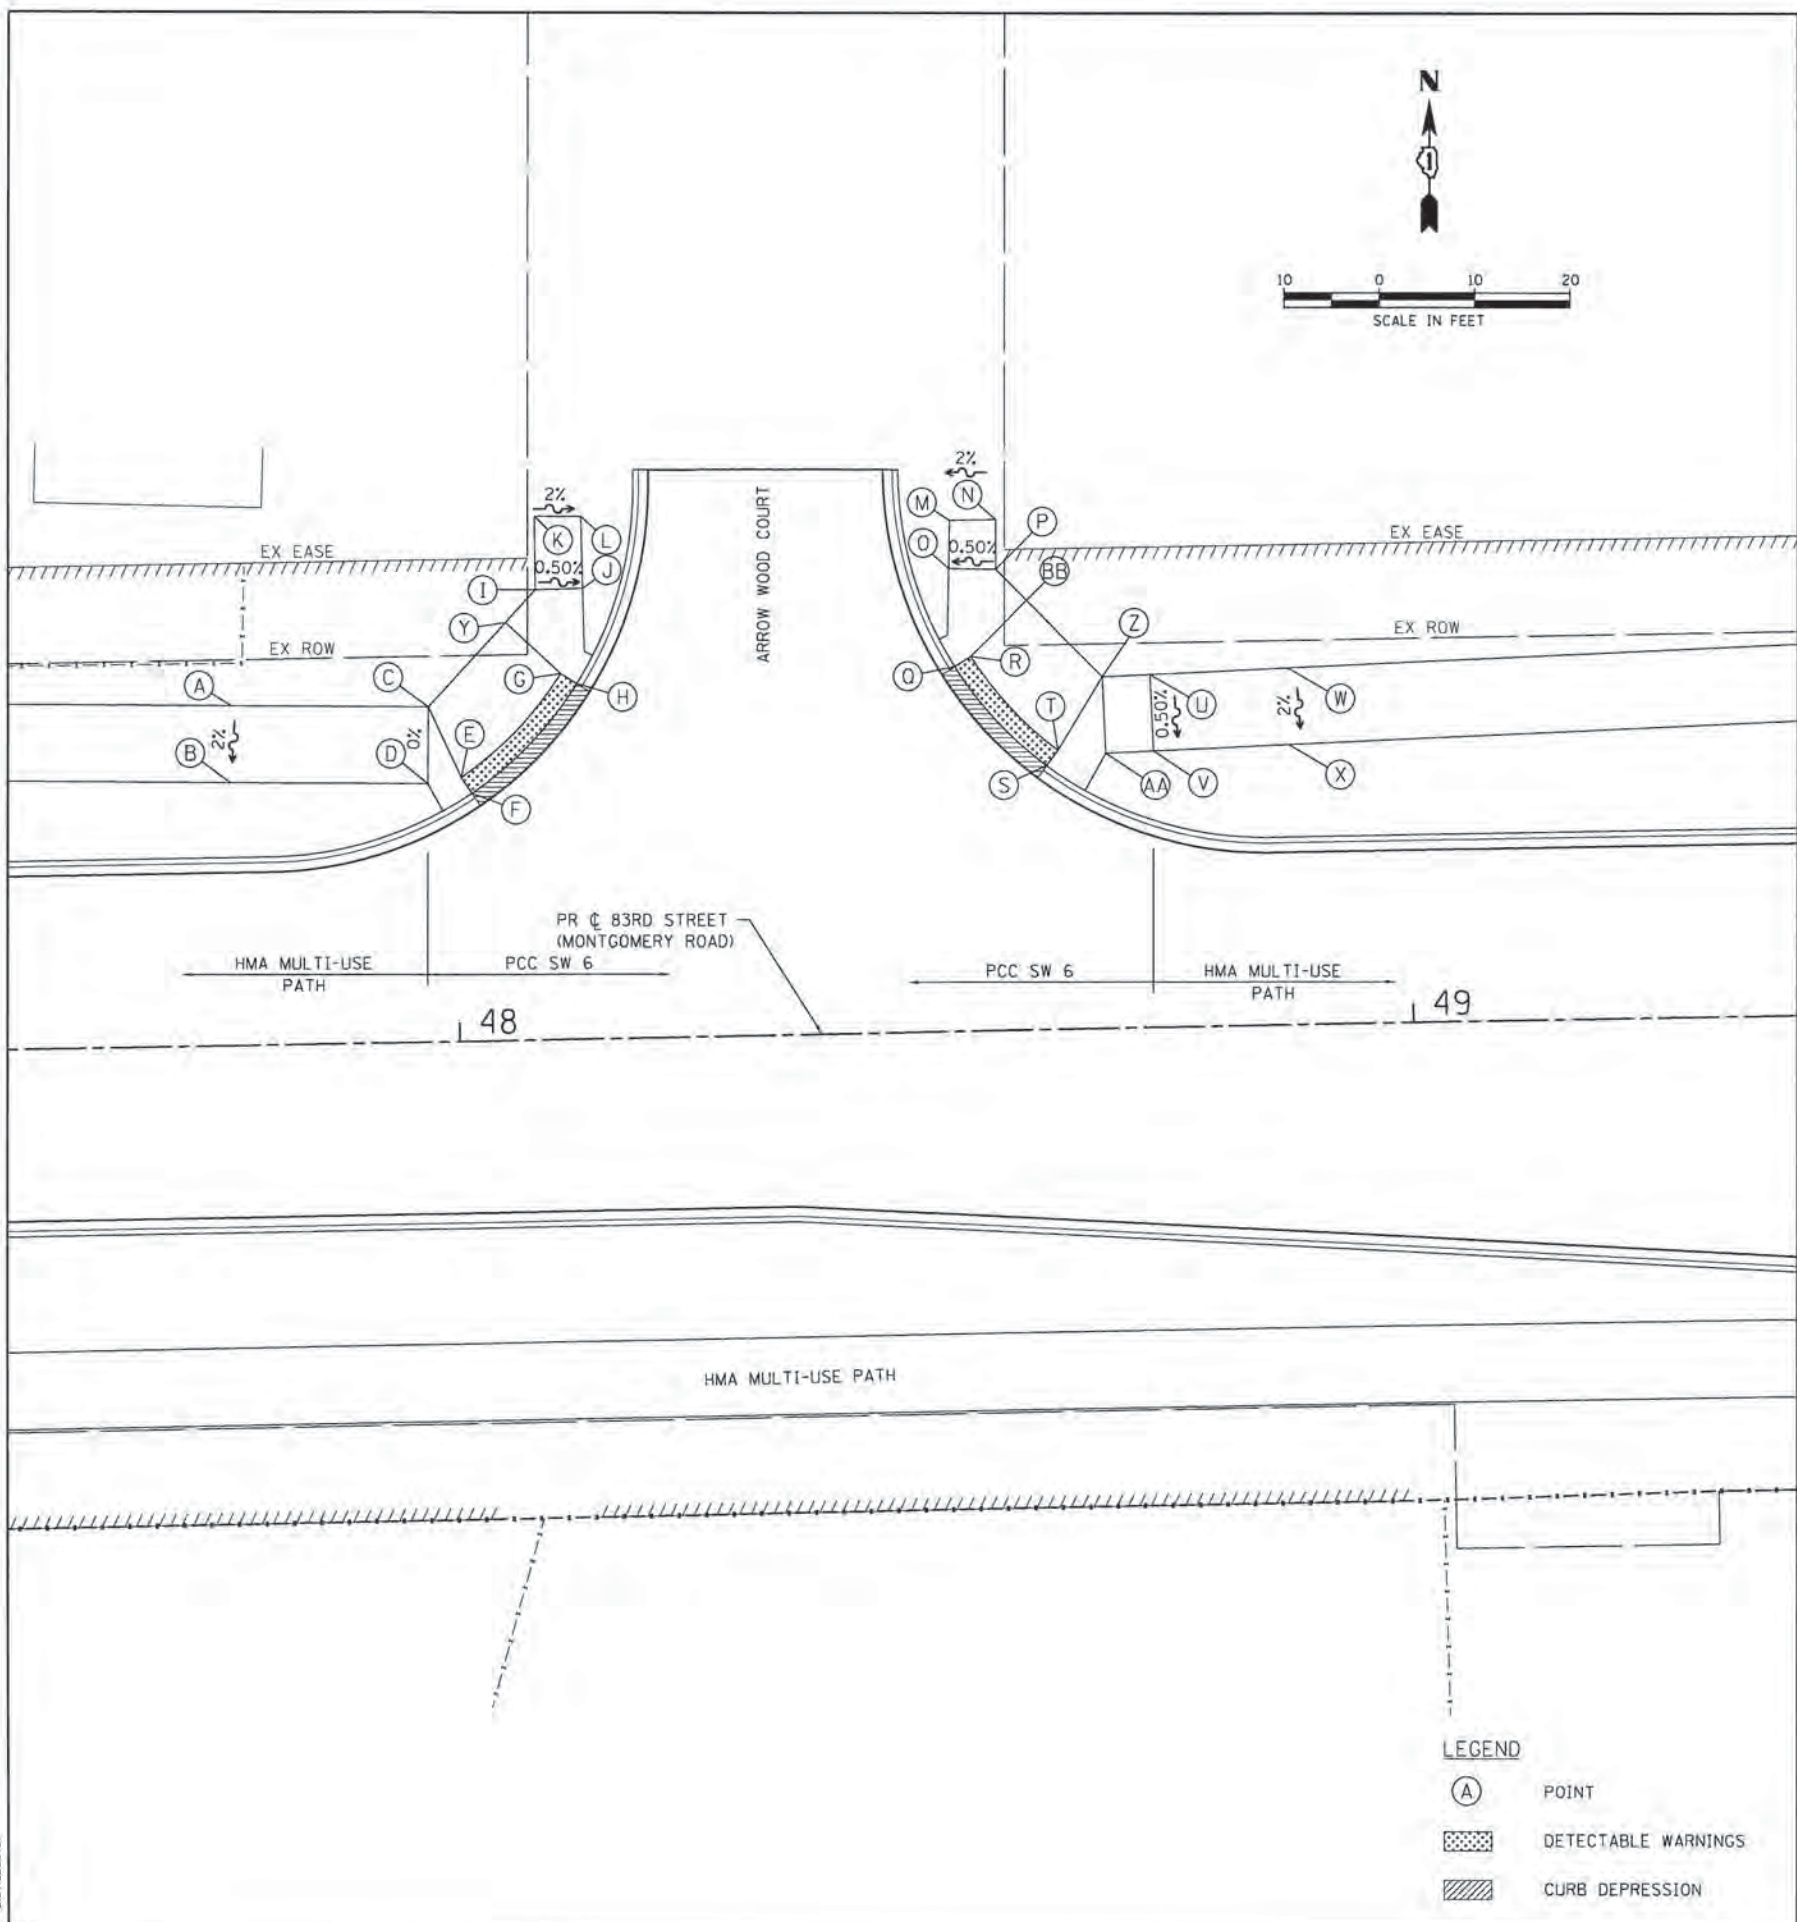 N
1
10 0 10 20
SCALE IN FEET
2%
K
L
0.50%
J
I
Y
G
H
C
A
B
2%
D
0%
E
F
EX EASE
EX ROW
ARROW WOOD COURT
2%
M
N
P
O
0.50%
BB
Z
R
Q
T
S
U
0.50%
2%
W
AA
V
X
EX EASE
EX ROW
PR ℄ 83RD STREET
(MONTGOMERY ROAD)
HMA MULTI-USE
PATH
PCC SW 6
PCC SW 6
HMA MULTI-USE
PATH
48
49
HMA MULTI-USE PATH
LEGEND
A POINT
DETECTABLE WARNINGS
CURB DEPRESSION